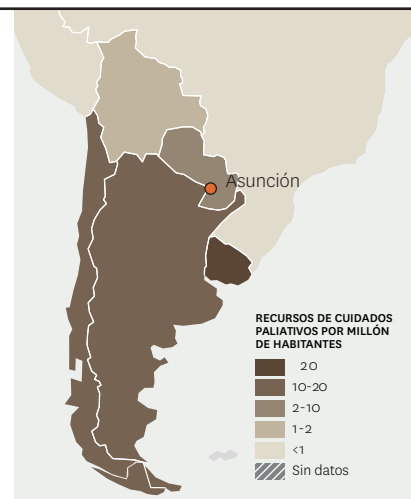 Asunción
RECURSOS DE CUIDADOS
PALIATIVOS POR MILLÓN
DE HABITANTES
20
10-20
2-10
1-2
<1
Sin datos